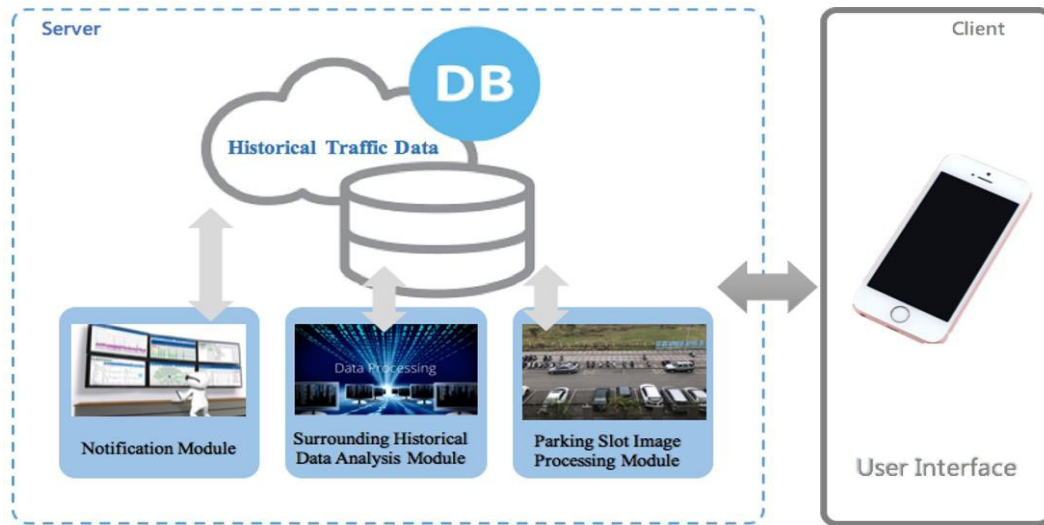 Server
Client
DB
Historical Traffic Data
Data Processing
Notification Module
Surrounding Historical
Data Analysis Module
Parking Slot Image
Processing Module
User Interface